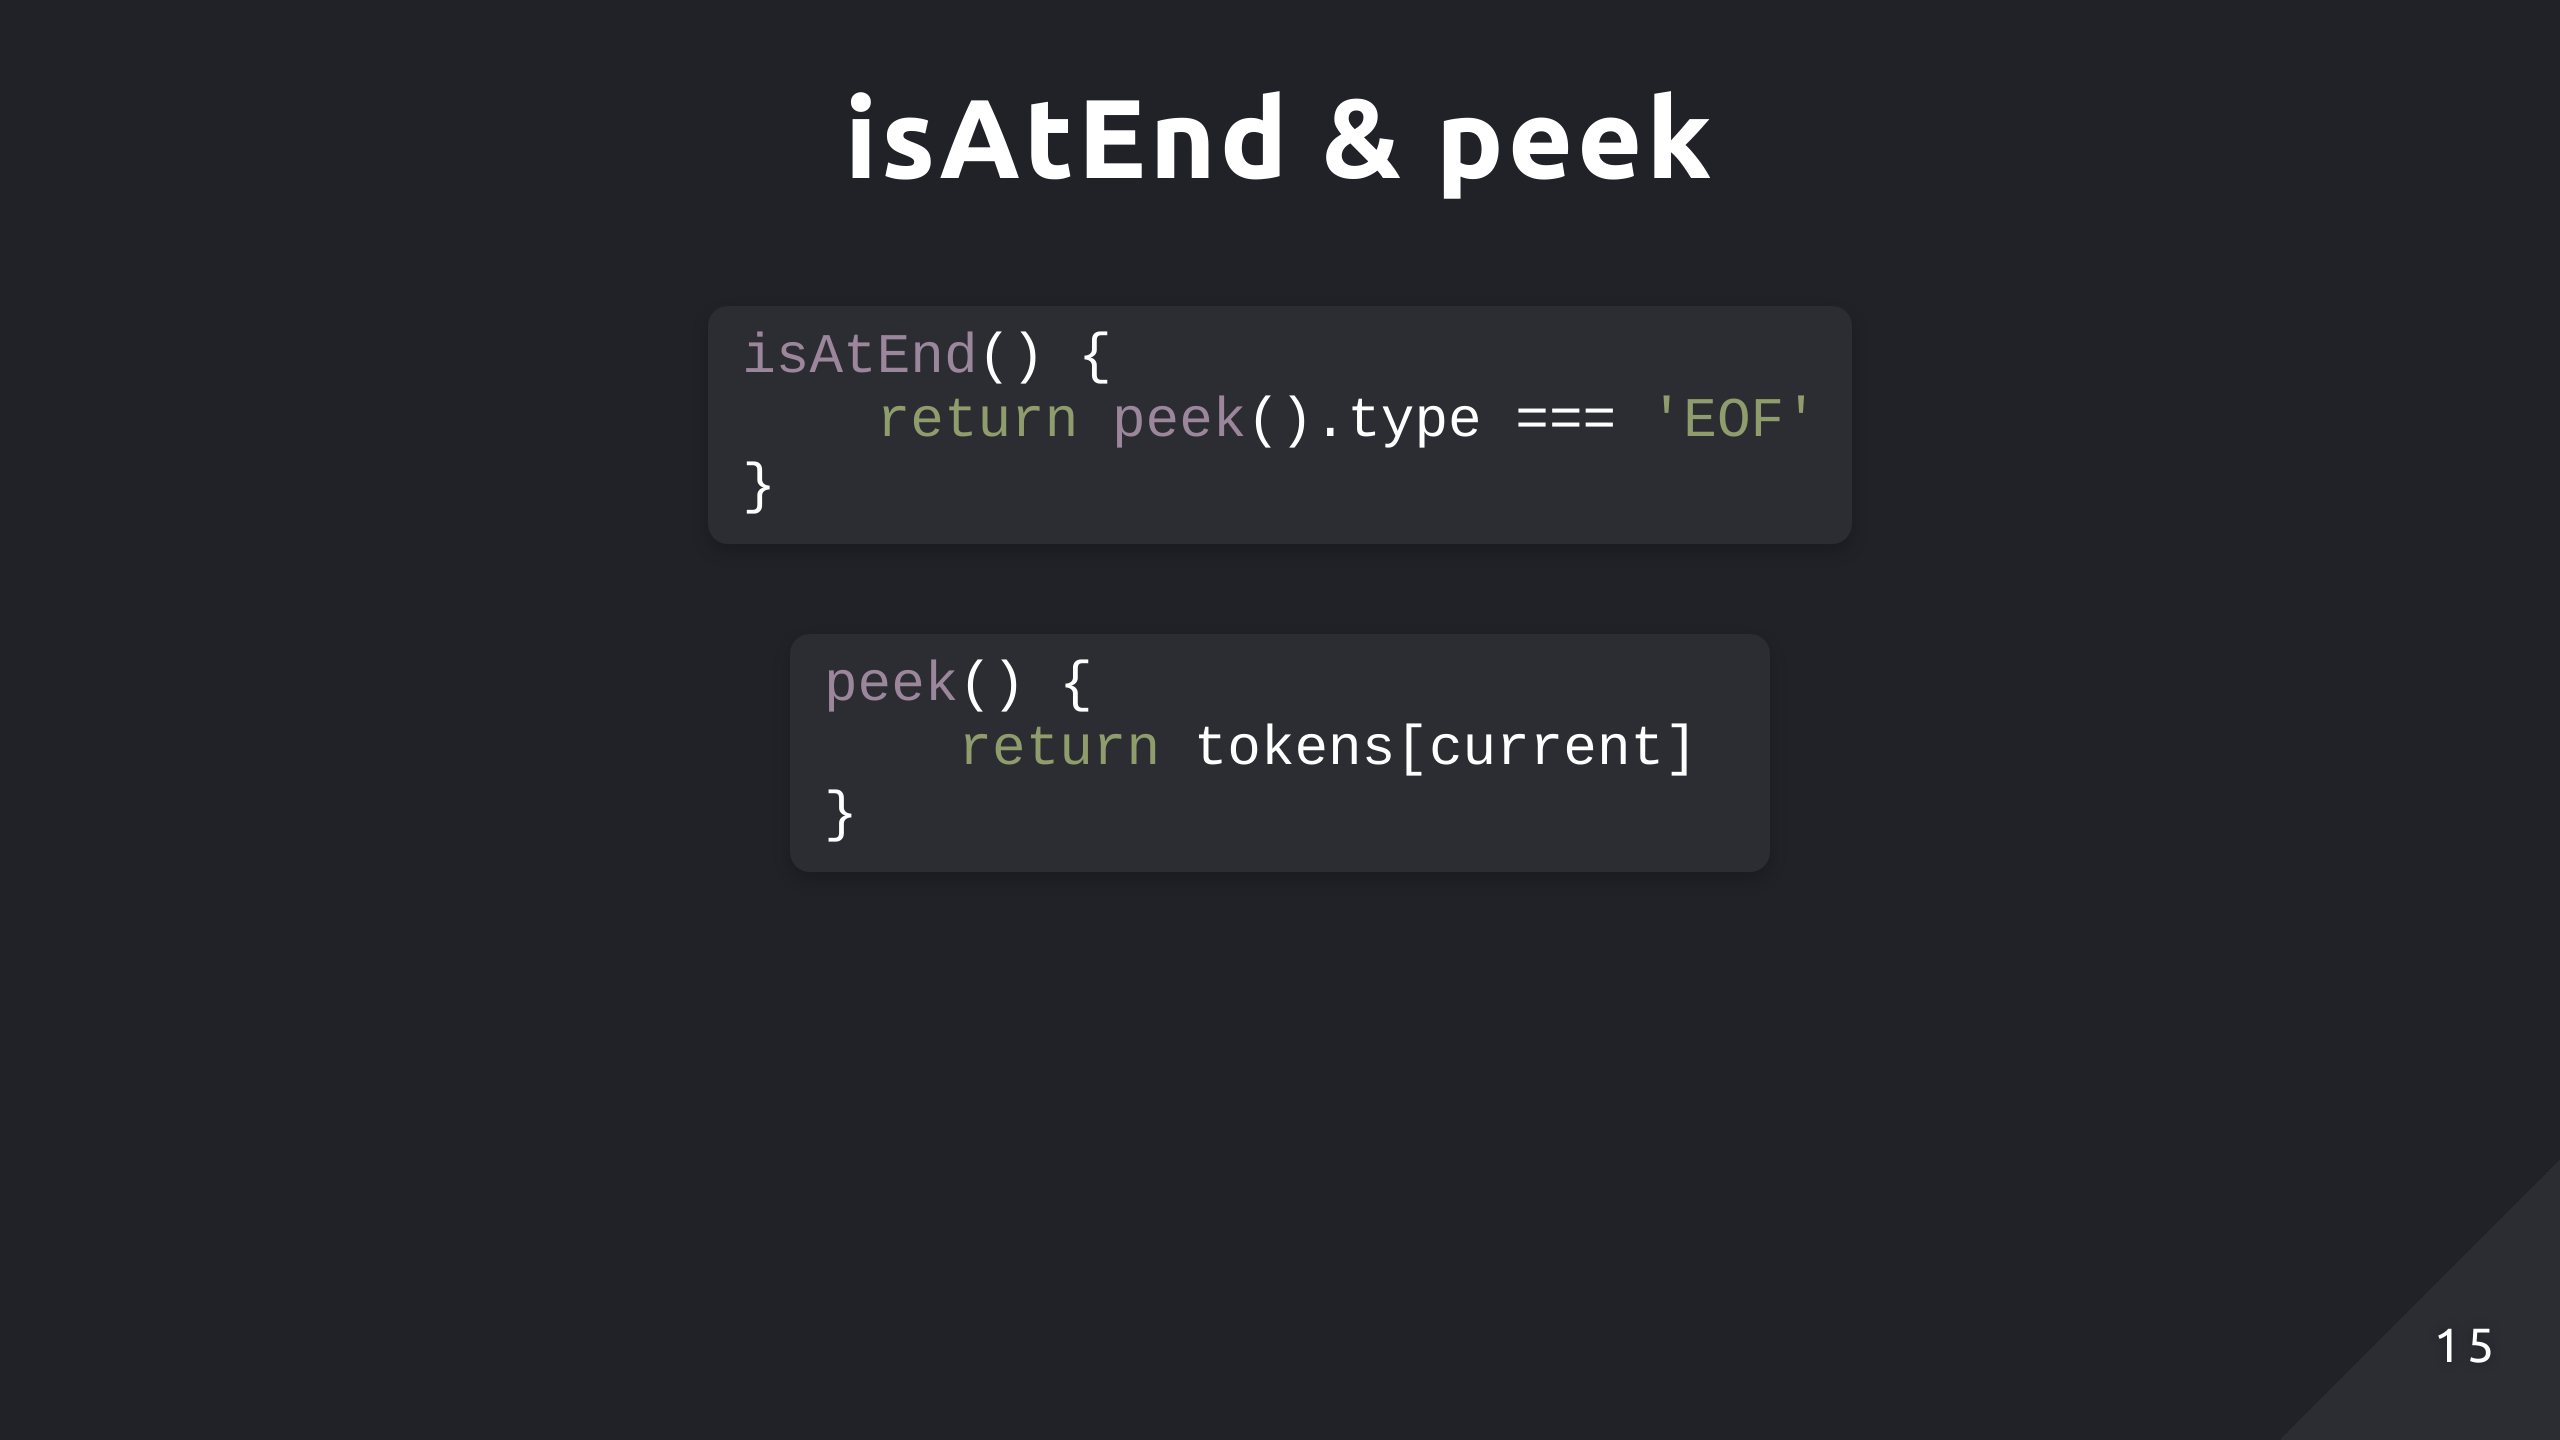 isAtEnd & peek
isAtEnd() {
    return peek().type === 'EOF'
}
peek() {
    return tokens[current]
}
15